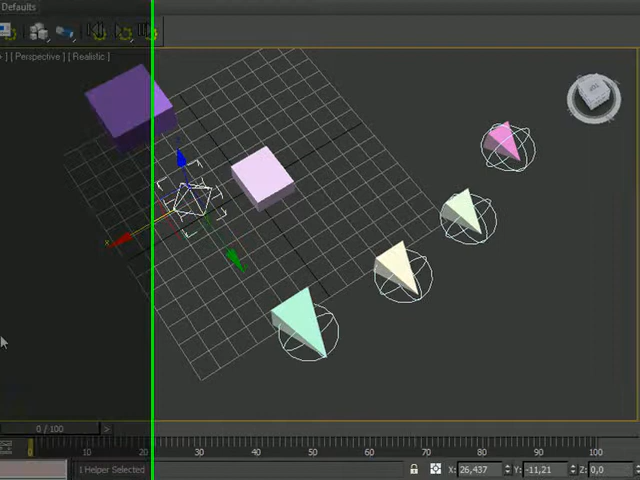 Defaults
] [ Perspective ] [ Realistic ]
0 / 100 >
0 10 20 30 40 50 60 70 80 90 100
1 Helper Selected X: 26,437 Y: -11,21 Z: 0,0